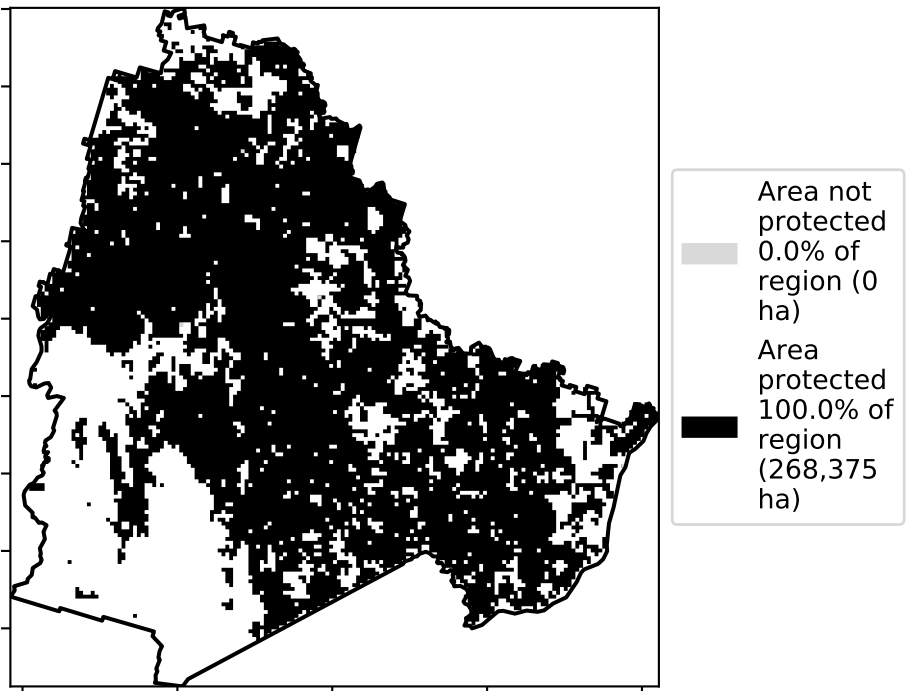 Area not
protected
0.0% of
region (0
ha)
Area
protected
100.0% of
region
(268,375
ha)